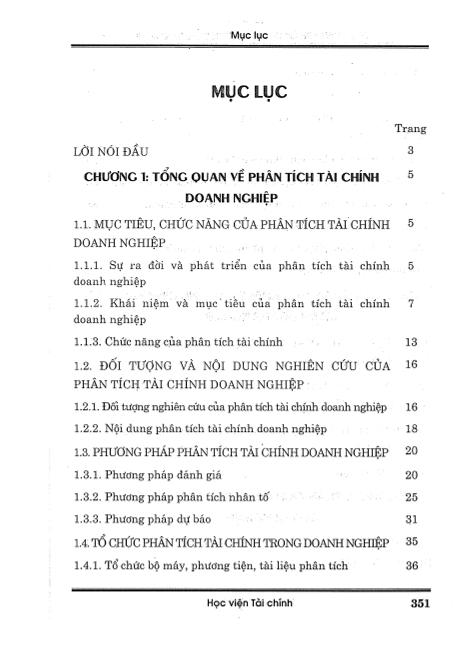 Mục lục
MỤC LỤC
Trang
LỜI NÓI ĐẦU 3
CHƯƠNG 1: TỔNG QUAN VỀ PHÂN TÍCH TÀI CHÍNH 5
DOANH NGHIỆP
1.1. MỤC TIÊU, CHỨC NĂNG CỦA PHÂN TÍCH TÀI CHÍNH 5
DOANH NGHIỆP
1.1.1. Sự ra đời và phát triển của phân tích tài chính 5
doanh nghiệp
1.1.2. Khái niệm và mục tiêu của phân tích tài chính 7
doanh nghiệp
1.1.3. Chức năng của phân tích tài chính 13
1.2. ĐỐI TƯỢNG VÀ NỘI DUNG NGHIÊN CỨU CỦA 16
PHÂN TÍCH TÀI CHÍNH DOANH NGHIỆP
1.2.1. Đối tượng nghiên cứu của phân tích tài chính doanh nghiệp 16
1.2.2. Nội dung phân tích tài chính doanh nghiệp 18
1.3. PHƯƠNG PHÁP PHÂN TÍCH TÀI CHÍNH DOANH NGHIỆP 20
1.3.1. Phương pháp đánh giá 20
1.3.2. Phương pháp phân tích nhân tố 25
1.3.3. Phương pháp dự báo 31
1.4. TỔ CHỨC PHÂN TÍCH TÀI CHÍNH TRONG DOANH NGHIỆP 35
1.4.1. Tổ chức bộ máy, phương tiện, tài liệu phân tích 36
Học viện Tài chính 351